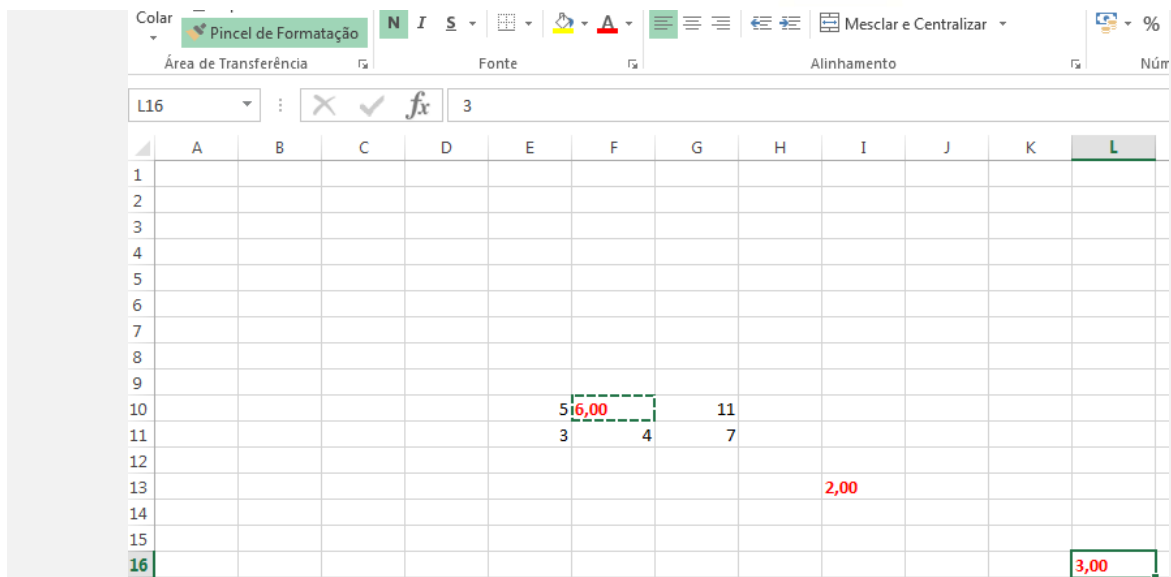 Colar
Pincel de Formatação
N I S A
Mesclar e Centralizar
%
Área de Transferência Fonte Alinhamento Núm
L16 fx 3
A B C D E F G H I J K L
1
2
3
4
5
6
7
8
9
10 5 6,00 11
11 3 4 7
12
13 2,00
14
15
16 3,00